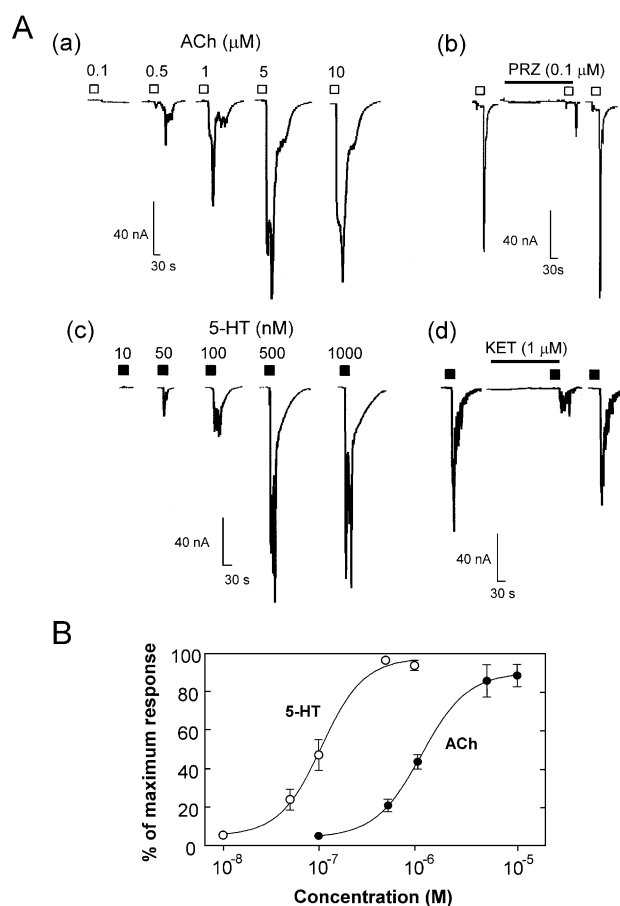 A
(a)
ACh (μM)
0.1 0.5 1 5 10
40 nA
30 s
(b)
PRZ (0.1 μM)
40 nA
30s
(c)
5-HT (nM)
10 50 100 500 1000
40 nA
30 s
(d)
KET (1 μM)
40 nA
30 s
B
% of maximum response
100
80
60
40
20
0
5-HT
ACh
10⁻⁸ 10⁻⁷ 10⁻⁶ 10⁻⁵
Concentration (M)